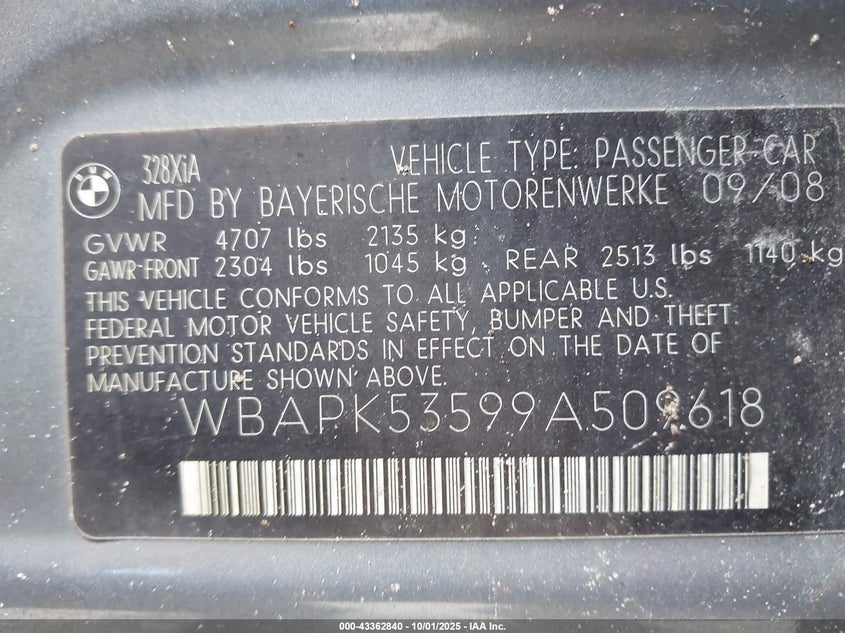 BMW
328XiA
VEHICLE TYPE: PASSENGER-CAR
MFD BY BAYERISCHE MOTORENWERKE 09/08
GVWR 4707 lbs 2135 kg
GAWR-FRONT 2304 lbs 1045 kg REAR 2513 lbs 1140 kg
THIS VEHICLE CONFORMS TO ALL APPLICABLE U.S.
FEDERAL MOTOR VEHICLE SAFETY, BUMPER AND THEFT
PREVENTION STANDARDS IN EFFECT ON THE DATE OF
MANUFACTURE SHOWN ABOVE.
WBAPK53599A509618
000-43362840 - 10/01/2025 - IAA Inc.